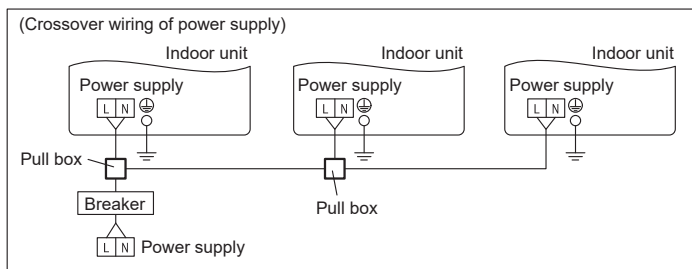 (Crossover wiring of power supply)
Indoor unit Indoor unit Indoor unit
Power supply Power supply Power supply
L N L N L N
Pull box
Pull box
Breaker
L N Power supply